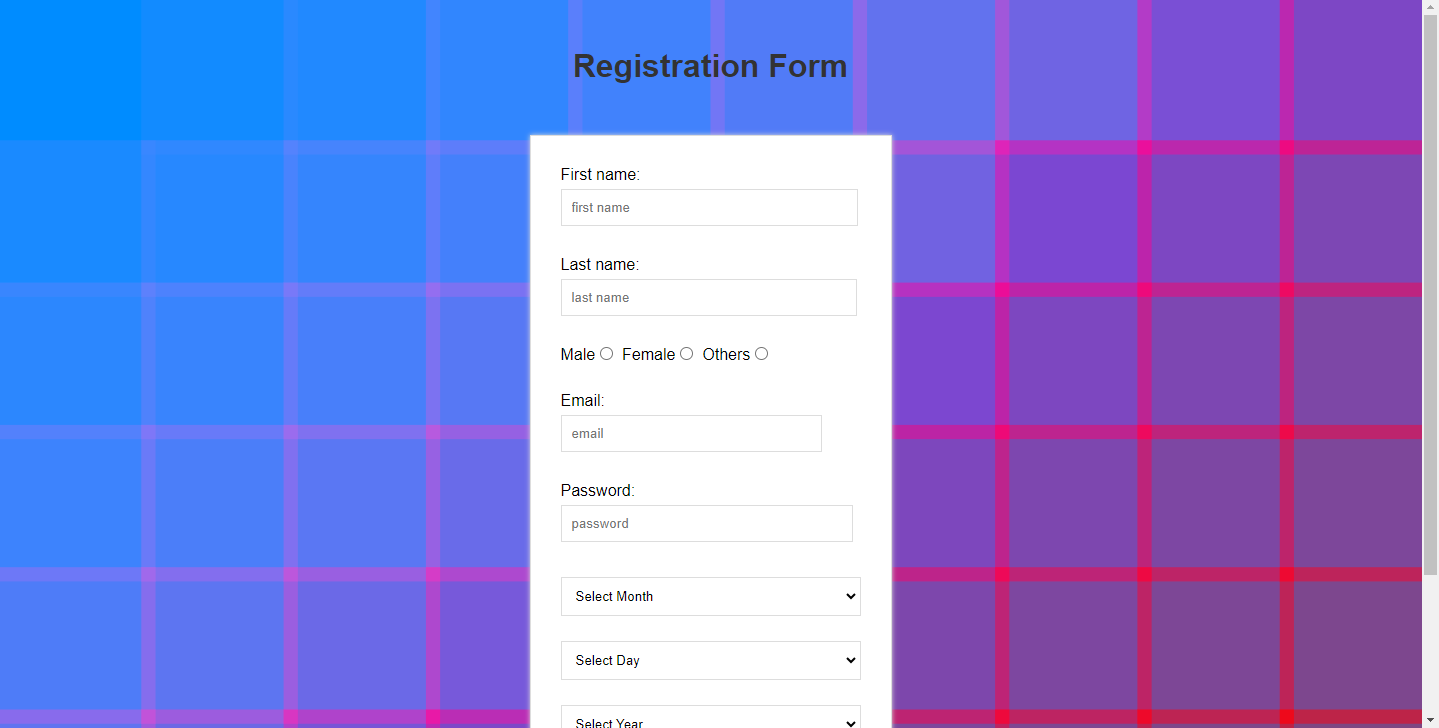 Registration Form
First name:
first name
Last name:
last name
Male Female Others
Email:
email
Password:
password
Select Month
Select Day
Select Year